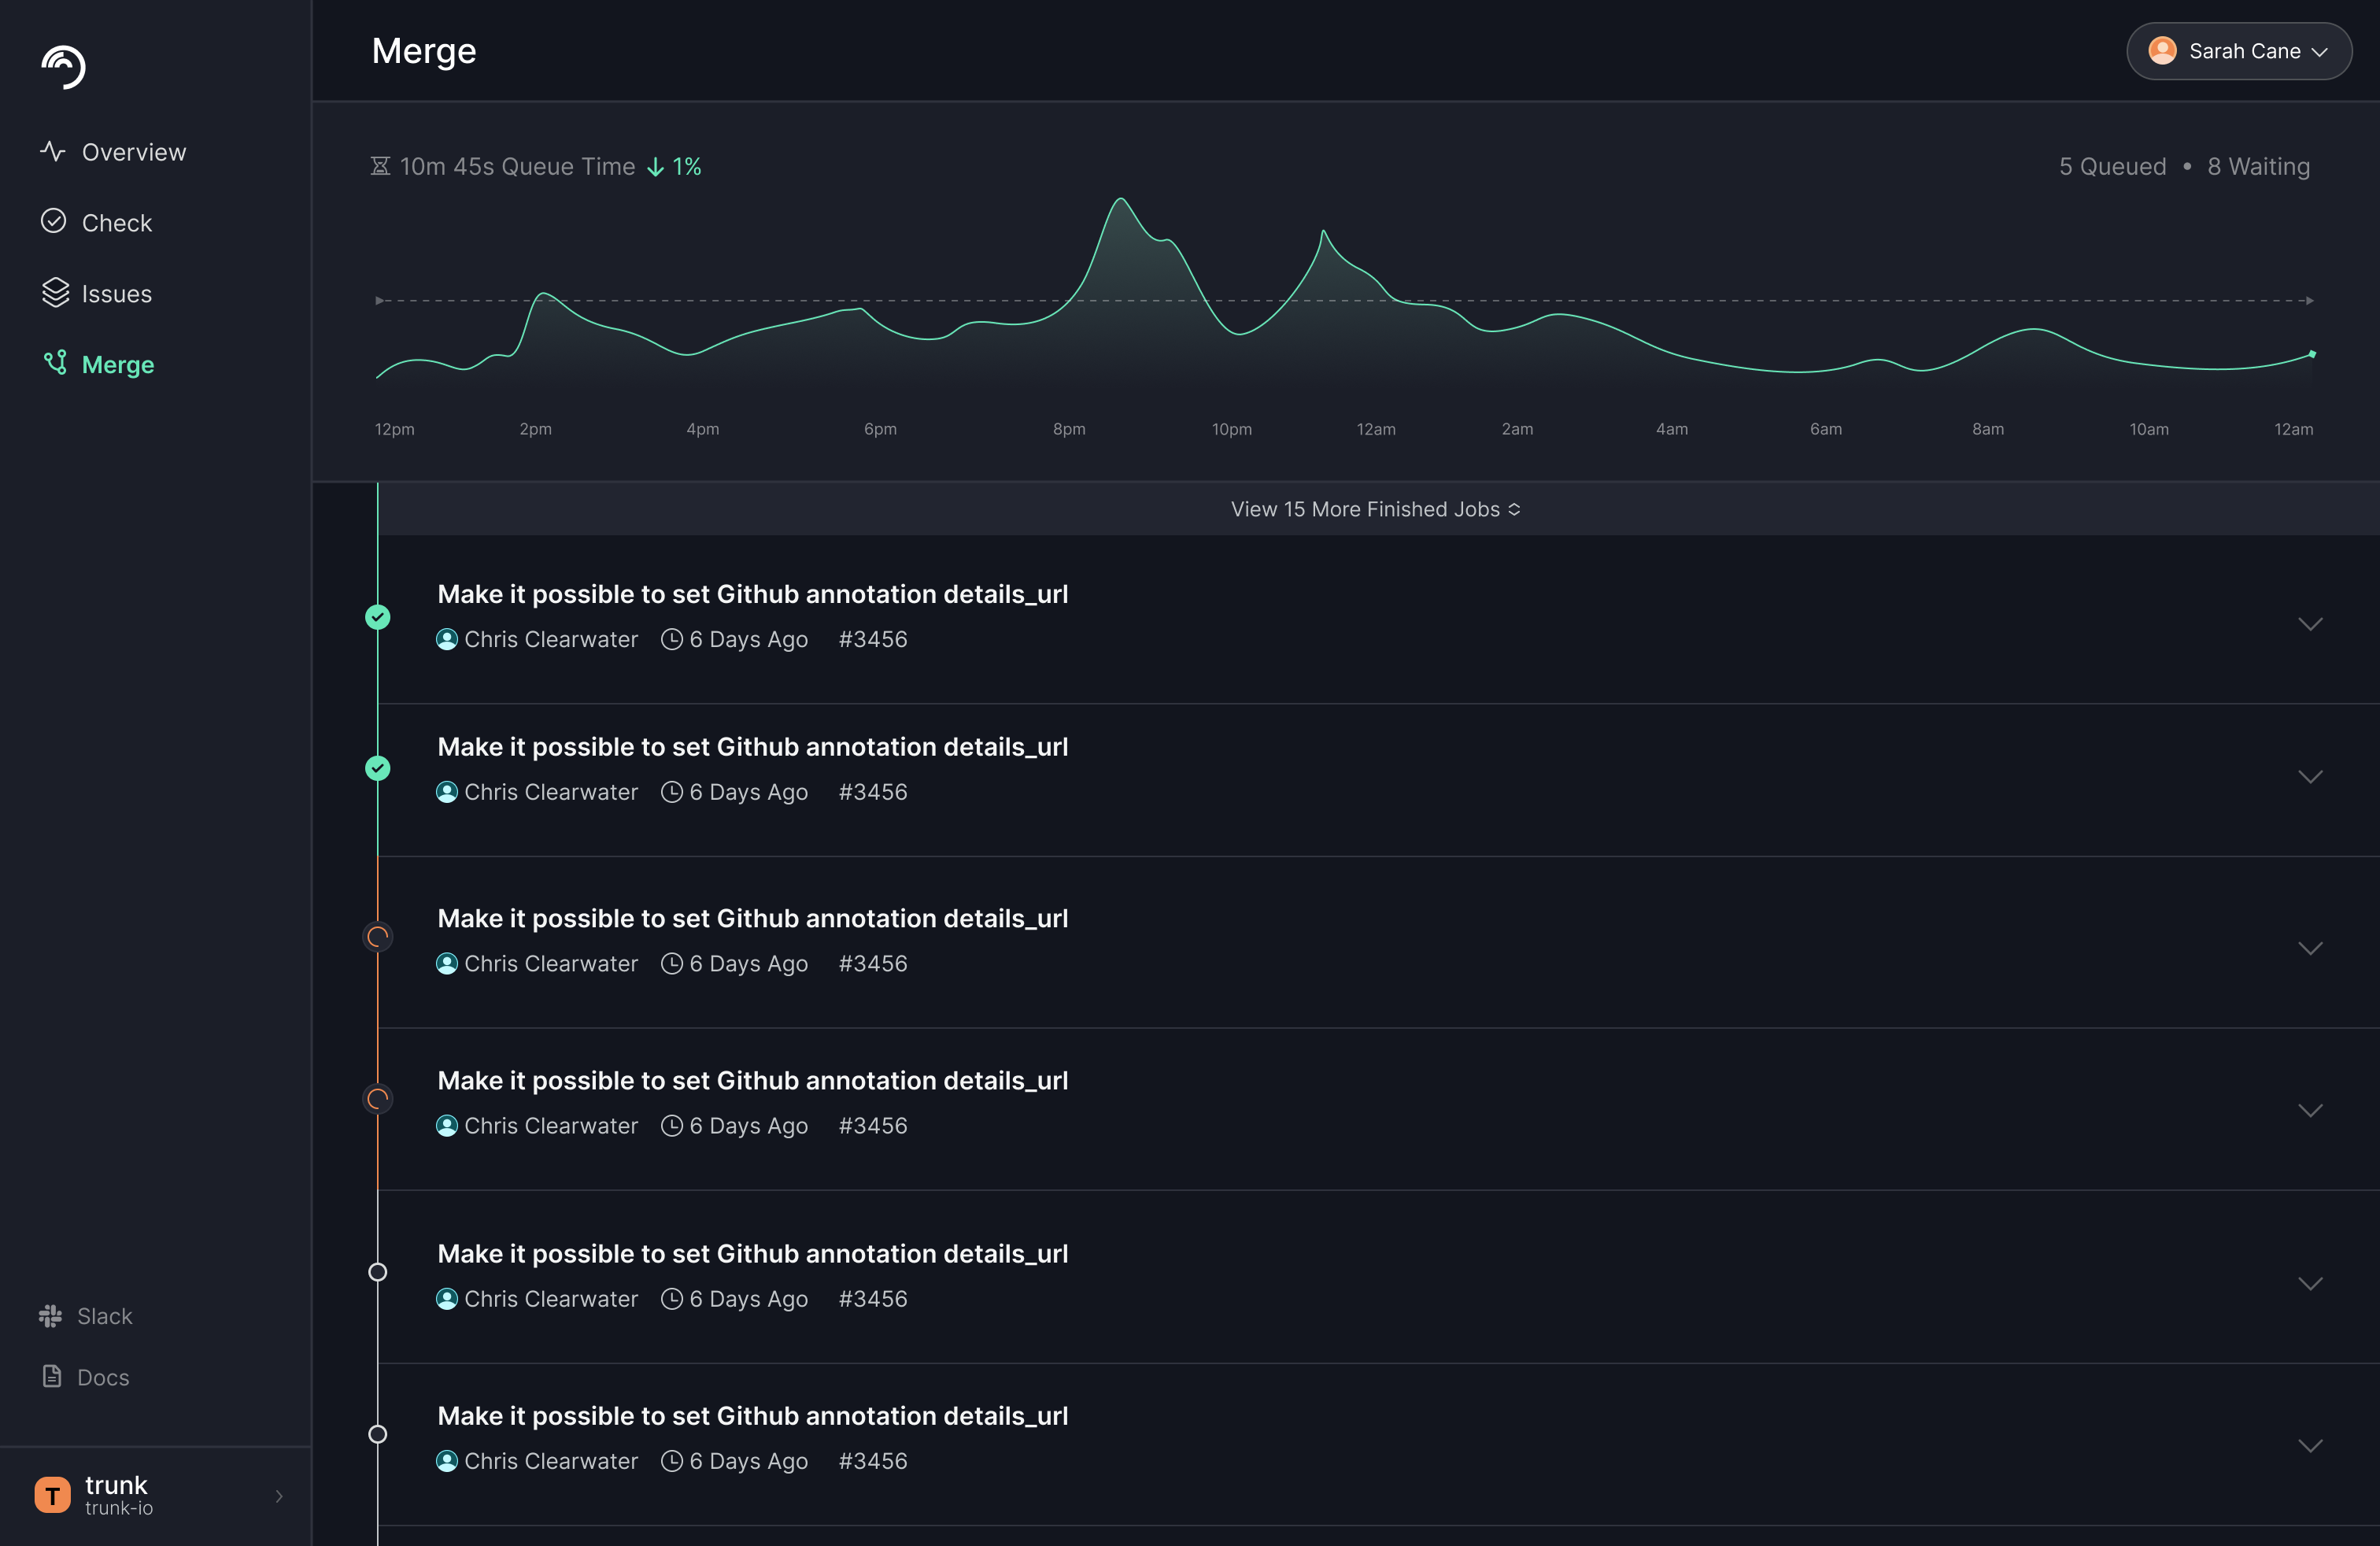 Merge
Sarah Cane
Overview
Check
Issues
Merge
10m 45s Queue Time 1%
5 Queued • 8 Waiting
12pm 2pm 4pm 6pm 8pm 10pm 12am 2am 4am 6am 8am 10am 12am
View 15 More Finished Jobs
Make it possible to set Github annotation details_url
Chris Clearwater 6 Days Ago #3456
Make it possible to set Github annotation details_url
Chris Clearwater 6 Days Ago #3456
Make it possible to set Github annotation details_url
Chris Clearwater 6 Days Ago #3456
Make it possible to set Github annotation details_url
Chris Clearwater 6 Days Ago #3456
Make it possible to set Github annotation details_url
Chris Clearwater 6 Days Ago #3456
Make it possible to set Github annotation details_url
Chris Clearwater 6 Days Ago #3456
Slack
Docs
T
trunk
trunk-io